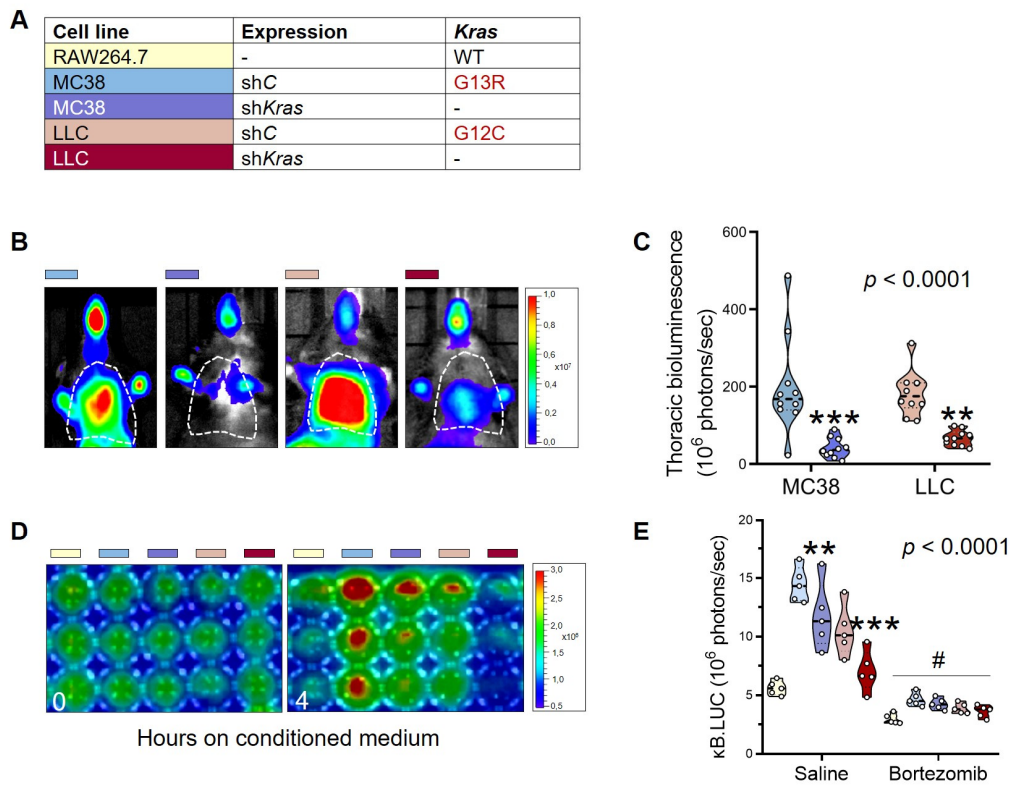 A
Cell line Expression Kras
RAW264.7 - WT
MC38 shC G13R
MC38 shKras -
LLC shC G12C
LLC shKras -
B
1,0
0,8
0,6
x10⁷
0,4
0,2
0,0
C
Thoracic bioluminescence
(10⁶ photons/sec)
600
400
200
0
p < 0.0001
***
**
MC38 LLC
D
0
4
3,0
2,5
2,0
x10⁶
1,5
1,0
0,5
Hours on conditioned medium
E
κB.LUC (10⁶ photons/sec)
20
15
10
5
0
p < 0.0001
**
***
#
Saline Bortezomib